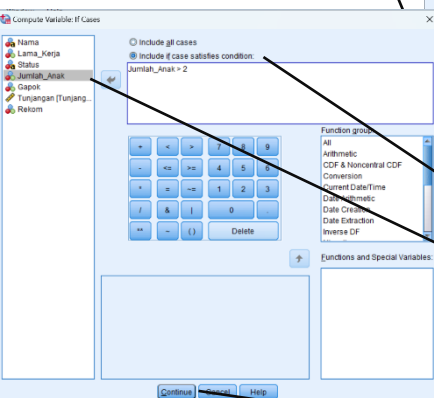 Compute Variable: If Cases
Nama
Lama_Kerja
Status
Jumlah_Anak
Gapok
Tunjangan [Tunjang...
Rekom
Include all cases
Include if case satisfies condition:
Jumlah_Anak > 2
+ < > 7 8 9
- <= >= 4 5 6
* = ~= 1 2 3
/ & | 0 .
** ~ () Delete
Function group:
All
Arithmetic
CDF & Noncentral CDF
Conversion
Current Date/Time
Date Arithmetic
Date Creation
Date Extraction
Inverse DF
Functions and Special Variables:
Continue Cancel Help